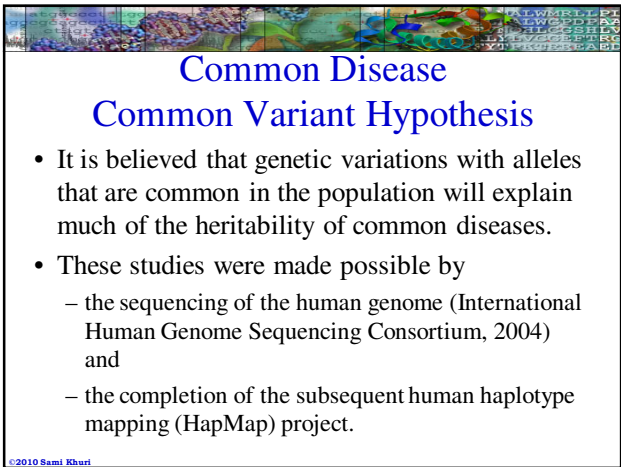 ALWMRLLPL
ALWGPDPAA
Common Disease
Common Variant Hypothesis
• It is believed that genetic variations with alleles
that are common in the population will explain
much of the heritability of common diseases.
• These studies were made possible by
– the sequencing of the human genome (International
Human Genome Sequencing Consortium, 2004)
and
– the completion of the subsequent human haplotype
mapping (HapMap) project.
©2010 Sami Khuri